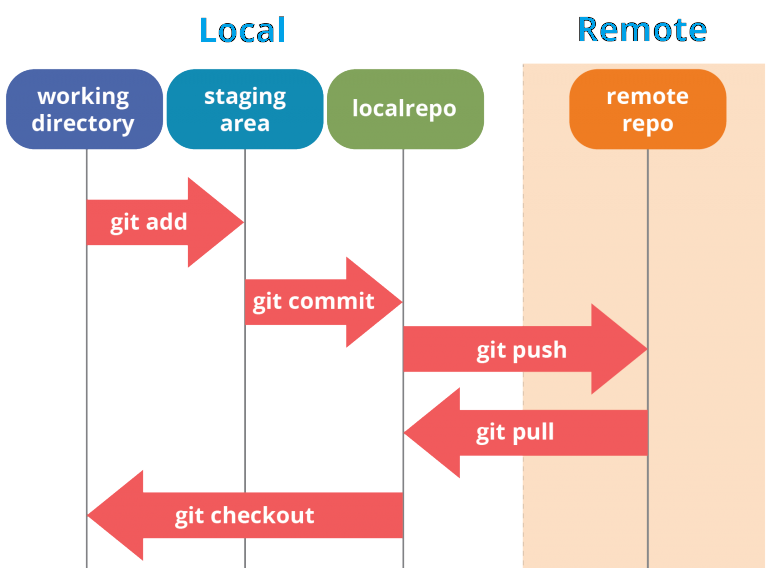 Local
Remote
working
directory
staging
area
localrepo
remote
repo
git add
git commit
git push
git pull
git checkout